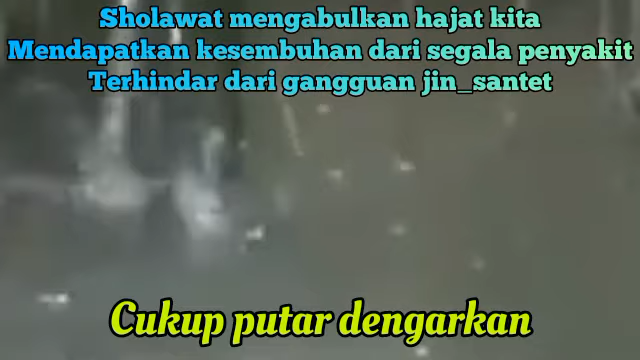 Sholawat mengabulkan hajat kita
Mendapatkan kesembuhan dari segala penyakit
Terhindar dari gangguan jin_santet
Cukup putar dengarkan